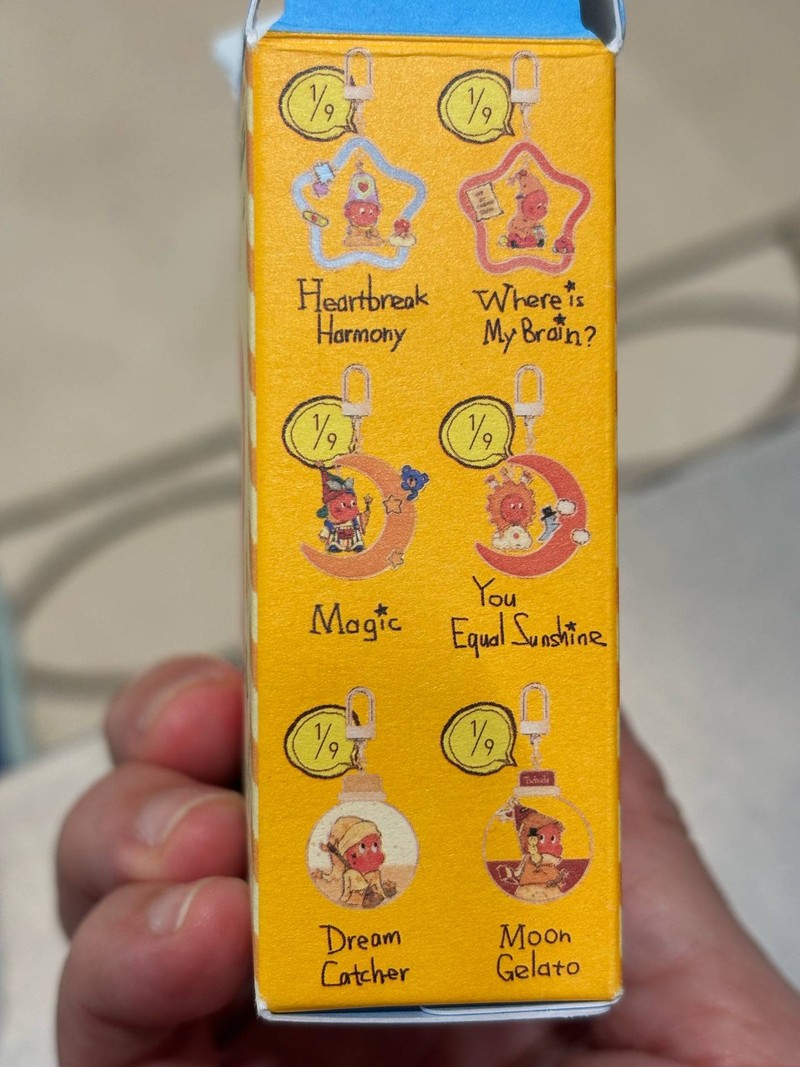 1/9
1/9
Heartbreak
Harmony
Where is
My Brain?
1/9
1/9
Magic
You
Equal Sunshine
1/9
1/9
Dream
Catcher
Moon
Gelato